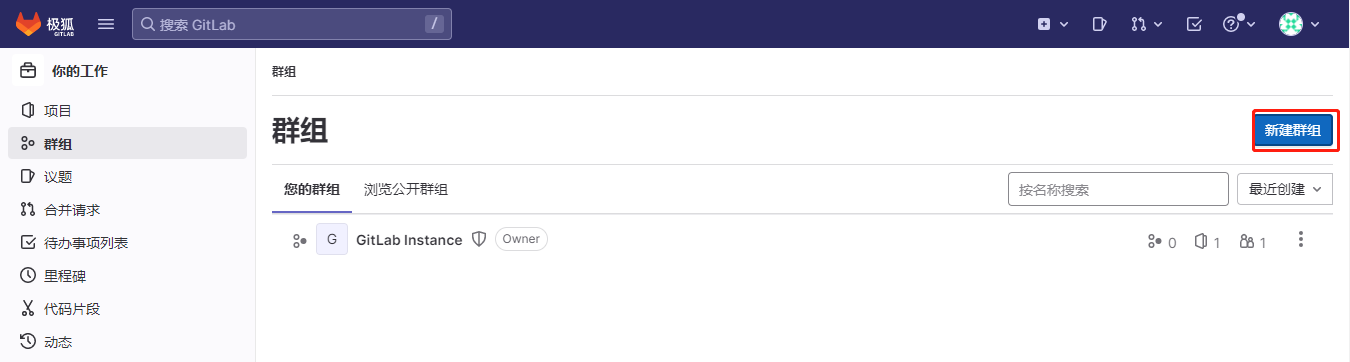 极狐
GITLAB
搜索 GitLab
/
你的工作
项目
群组
议题
合并请求
待办事项列表
里程碑
代码片段
动态
群组
群组
新建群组
您的群组
浏览公开群组
按名称搜索
最近创建
G
GitLab Instance
Owner
0
1
1